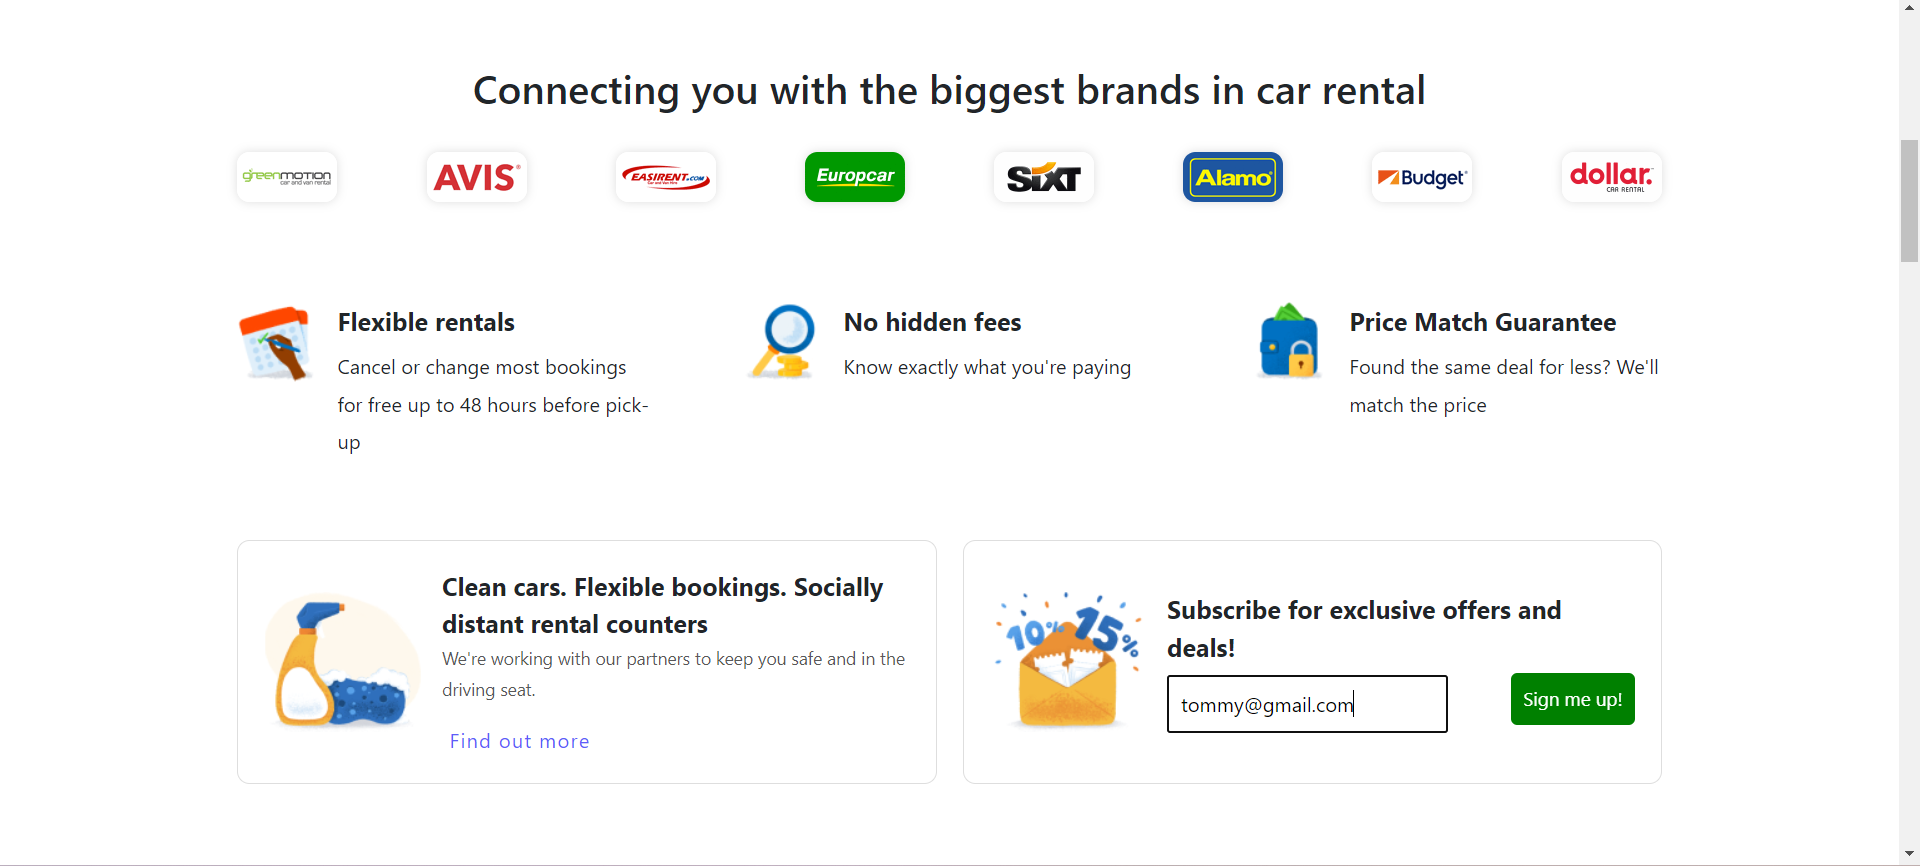 Connecting you with the biggest brands in car rental
greenmotion
car and van rental
AVIS®
EASIRENT.COM
Car and Van Hire
Europcar
SIXT
Alamo®
Budget®
dollar.
CAR RENTAL
Flexible rentals
Cancel or change most bookings
for free up to 48 hours before pick-
up
No hidden fees
Know exactly what you're paying
Price Match Guarantee
Found the same deal for less? We'll
match the price
Clean cars. Flexible bookings. Socially
distant rental counters
We're working with our partners to keep you safe and in the
driving seat.
Find out more
10% 15%
Subscribe for exclusive offers and
deals!
tommy@gmail.com
Sign me up!